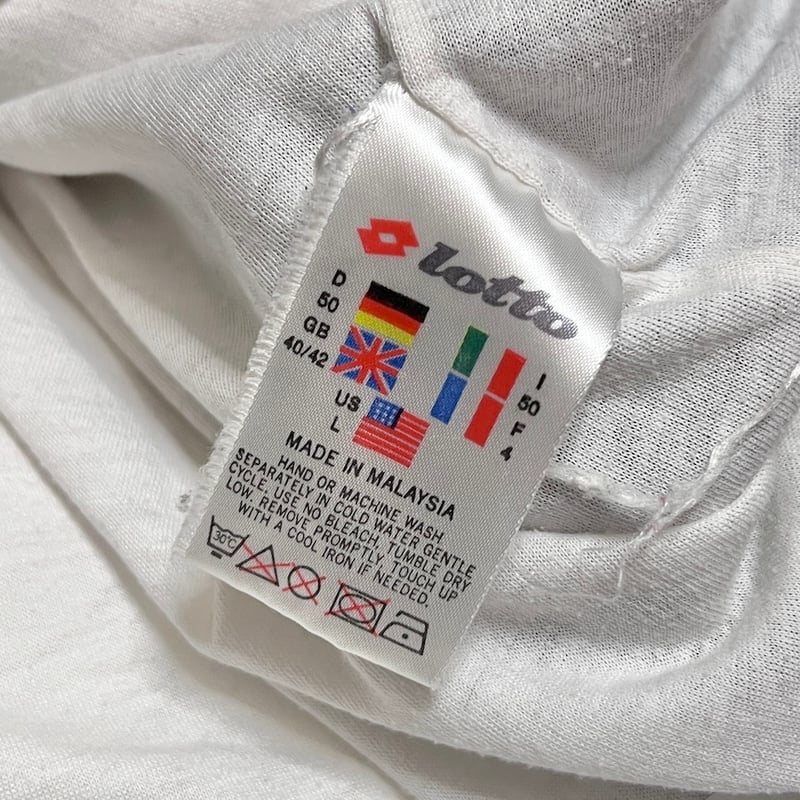 lotto
D
50
GB
40/42
US
L
I
50
F
4
MADE IN MALAYSIA
HAND OR MACHINE WASH
SEPARATELY IN COLD WATER GENTLE
CYCLE. USE NO BLEACH, TUMBLE DRY
LOW, REMOVE PROMPTLY, TOUCH UP
WITH A COOL IRON IF NEEDED.
30°C